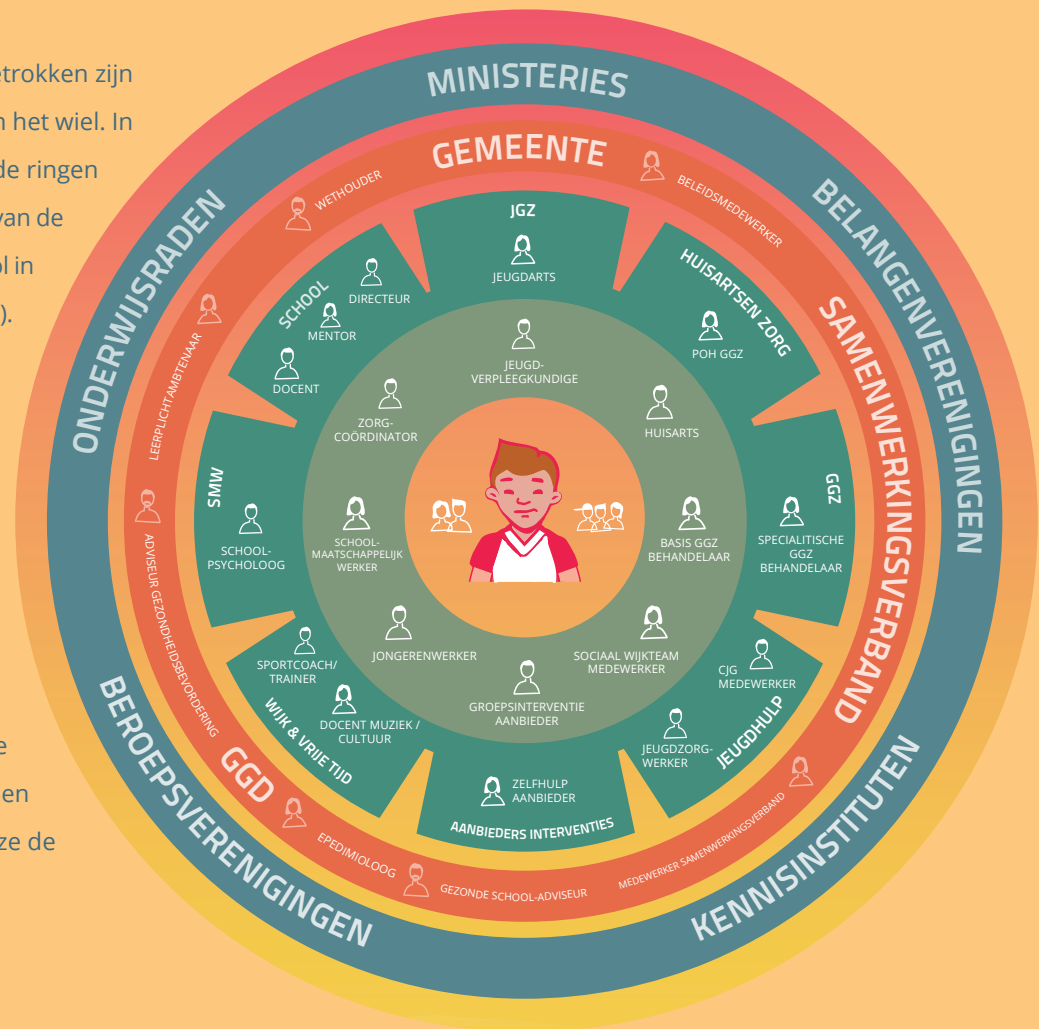 etrokken zijn
het wiel. In
de ringen
van de
in
).
e
en
ze de
MINISTERIES
BELANGENVERENIGINGEN
KENNISINSTITUTEN
BEROEPSVERENIGINGEN
ONDERWIJSRADEN
GEMEENTE
BELEIDSMEDEWERKER
SAMENWERKINGSVERBAND
MEDEWERKER SAMENWERKINGSVERBAND
GEZONDE SCHOOL-ADVISEUR
EPEDIMIOLOOG
GGD
ADVISEUR GEZONDHEIDSBEVORDERING
LEERPLICHTAMBTENAAR
WETHOUDER
JGZ
JEUGDARTS
HUISARTSEN ZORG
POH GGZ
GGZ
SPECIALITISCHE
GGZ
BEHANDELAAR
CJG
MEDEWERKER
JEUGDZORG-
WERKER
JEUGDHULP
ZELFHULP
AANBIEDER
AANBIEDERS INTERVENTIES
SPORTCOACH/
TRAINER
DOCENT MUZIEK /
CULTUUR
WIJK & VRIJE TIJD
SMW
SCHOOL-
PSYCHOLOOG
SCHOOL
DIRECTEUR
MENTOR
DOCENT
JEUGD-
VERPLEEGKUNDIGE
HUISARTS
BASIS GGZ
BEHANDELAAR
SOCIAAL WIJKTEAM
MEDEWERKER
GROEPSINTERVENTIE
AANBIEDER
JONGERENWERKER
SCHOOL-
MAATSCHAPPELIJK
WERKER
ZORG-
COÖRDINATOR